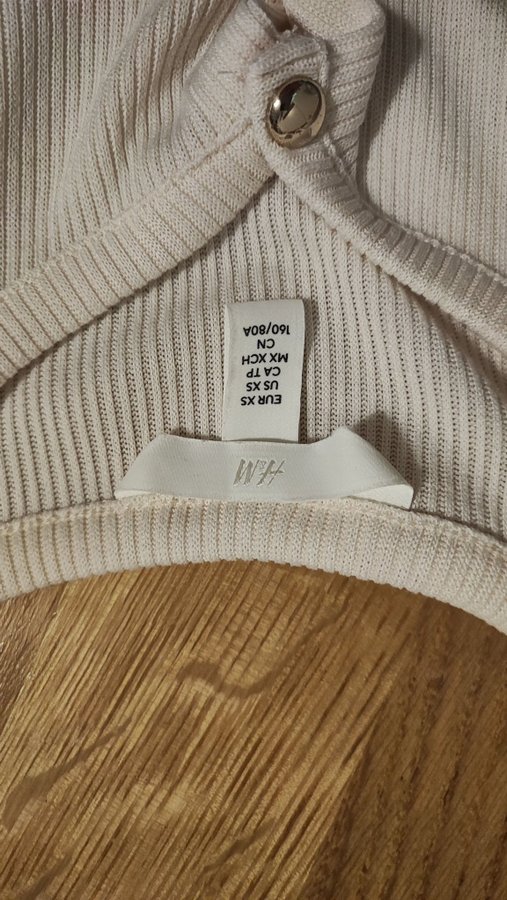 H&M
EUR XS
US XS
CA TP
MX XCH
CN
160/80A